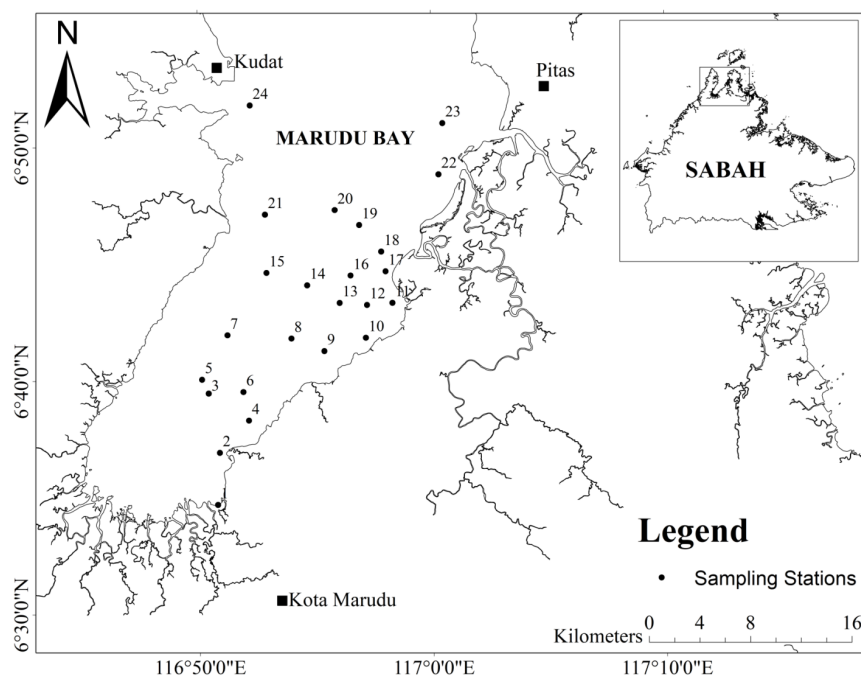 N
Kudat
Pitas
24
23
MARUDU BAY
6°50'0"N
22
SABAH
21
20
19
18
17
16
15
14
13
12
11
10
9
8
7
6°40'0"N
5
3
6
4
2
Legend
Sampling Stations
Kota Marudu
6°30'0"N
0 4 8 16
Kilometers
116°50'0"E
117°0'0"E
117°10'0"E